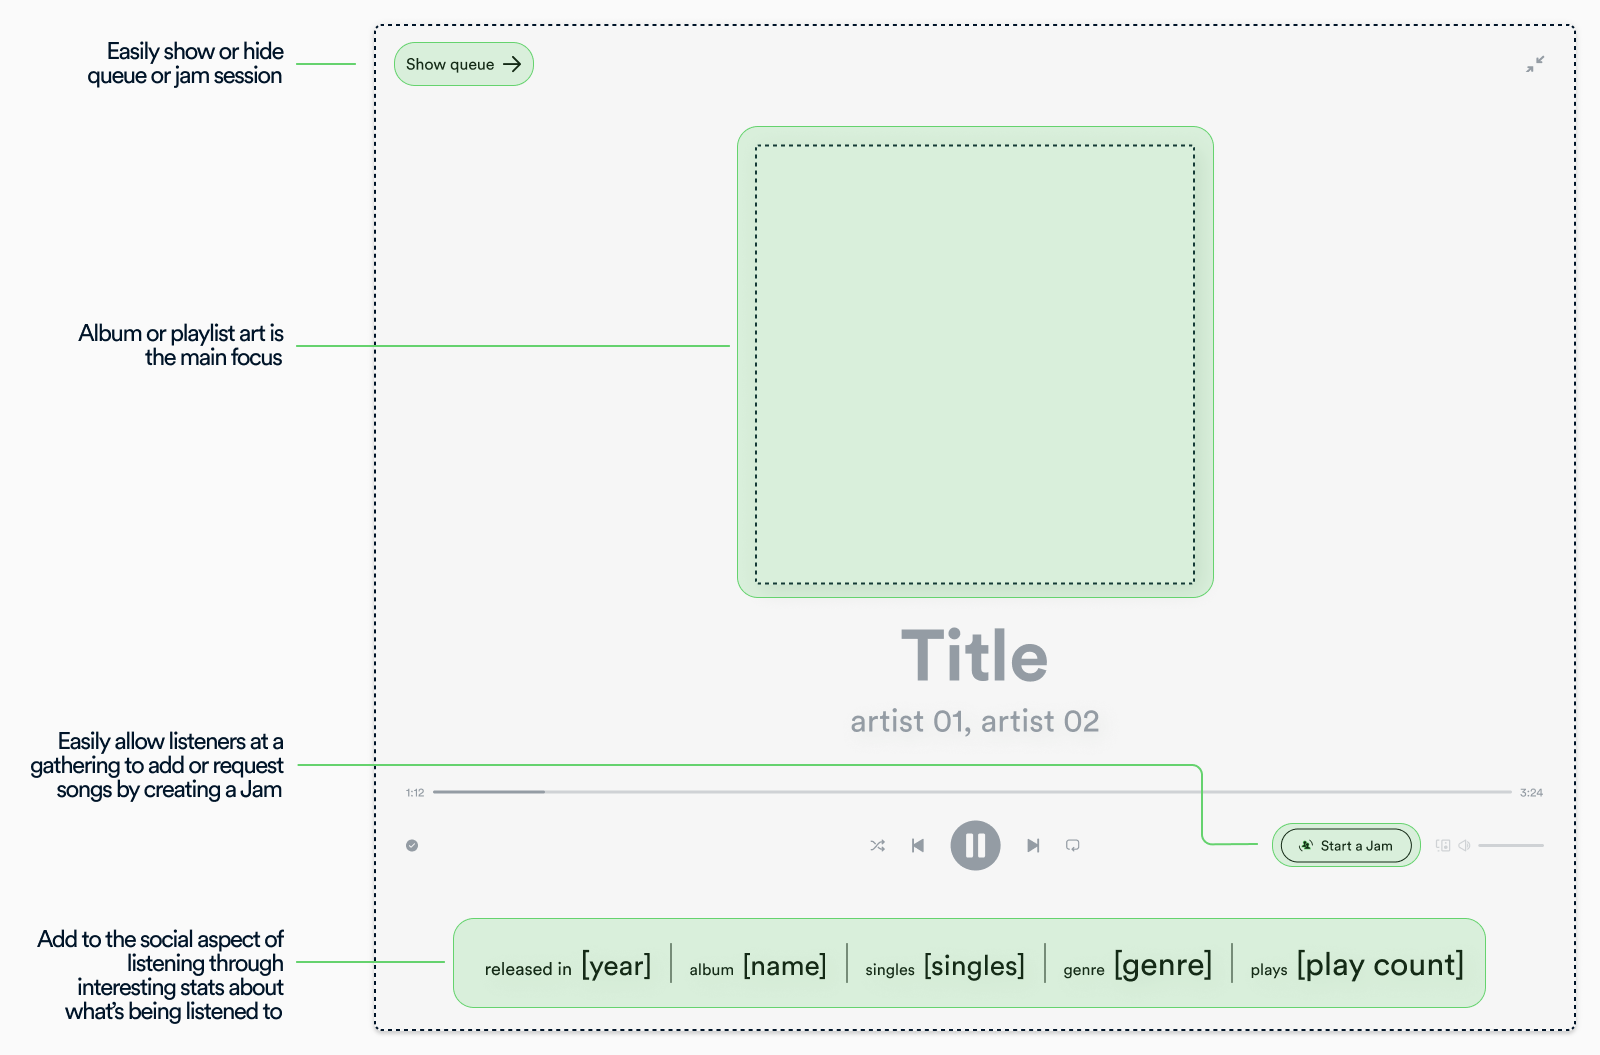 Easily show or hide
queue or jam session
Show queue
Album or playlist art is
the main focus
Title
artist 01, artist 02
Easily allow listeners at a
gathering to add or request
songs by creating a Jam
1:12
3:24
Start a Jam
Add to the social aspect of
listening through
interesting stats about
what's being listened to
released in [year] album [name] singles [singles] genre [genre] plays [play count]